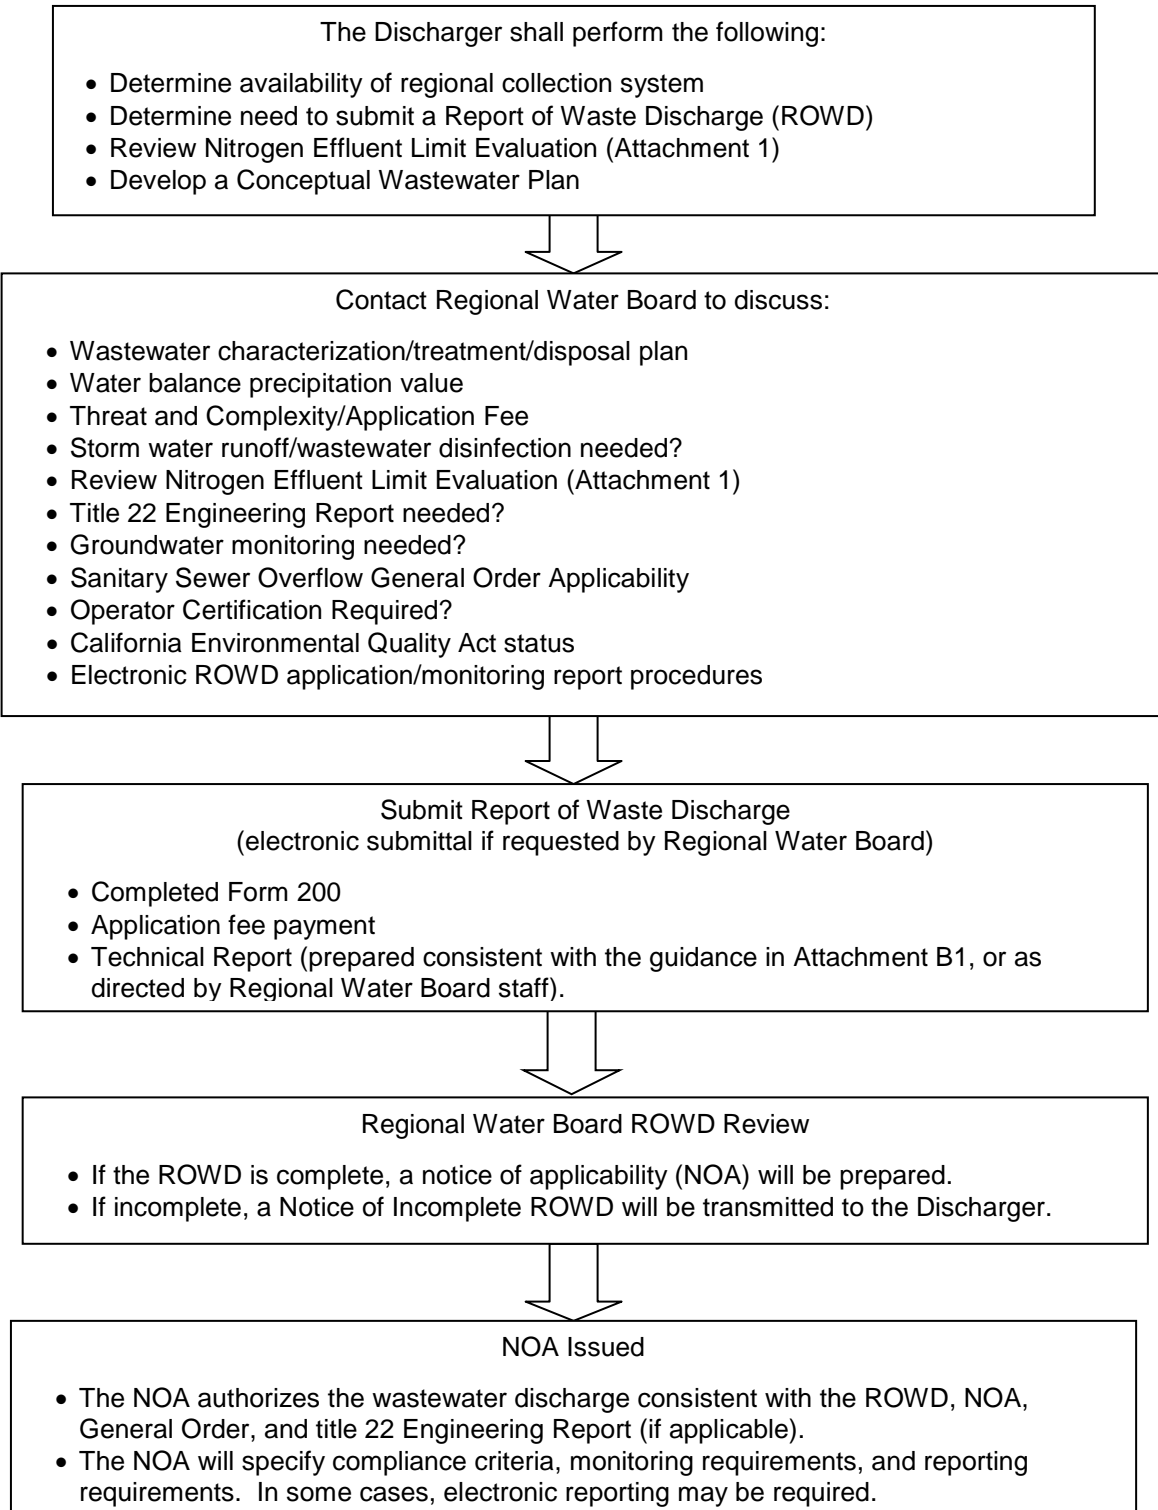 The Discharger shall perform the following:
• Determine availability of regional collection system
• Determine need to submit a Report of Waste Discharge (ROWD)
• Review Nitrogen Effluent Limit Evaluation (Attachment 1)
• Develop a Conceptual Wastewater Plan
Contact Regional Water Board to discuss:
• Wastewater characterization/treatment/disposal plan
• Water balance precipitation value
• Threat and Complexity/Application Fee
• Storm water runoff/wastewater disinfection needed?
• Review Nitrogen Effluent Limit Evaluation (Attachment 1)
• Title 22 Engineering Report needed?
• Groundwater monitoring needed?
• Sanitary Sewer Overflow General Order Applicability
• Operator Certification Required?
• California Environmental Quality Act status
• Electronic ROWD application/monitoring report procedures
Submit Report of Waste Discharge
(electronic submittal if requested by Regional Water Board)
• Completed Form 200
• Application fee payment
• Technical Report (prepared consistent with the guidance in Attachment B1, or as
directed by Regional Water Board staff).
Regional Water Board ROWD Review
• If the ROWD is complete, a notice of applicability (NOA) will be prepared.
• If incomplete, a Notice of Incomplete ROWD will be transmitted to the Discharger.
NOA Issued
• The NOA authorizes the wastewater discharge consistent with the ROWD, NOA,
General Order, and title 22 Engineering Report (if applicable).
• The NOA will specify compliance criteria, monitoring requirements, and reporting
requirements.  In some cases, electronic reporting may be required.